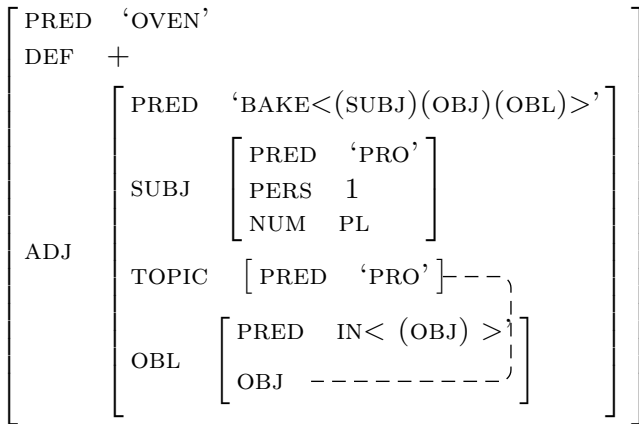 PRED ‘OVEN’
DEF +
PRED ‘BAKE<(SUBJ)(OBJ)(OBL)>’
PRED ‘PRO’
SUBJ PERS 1
NUM PL
ADJ
TOPIC [PRED ‘PRO’]
PRED IN< (OBJ) >’
OBL
OBJ